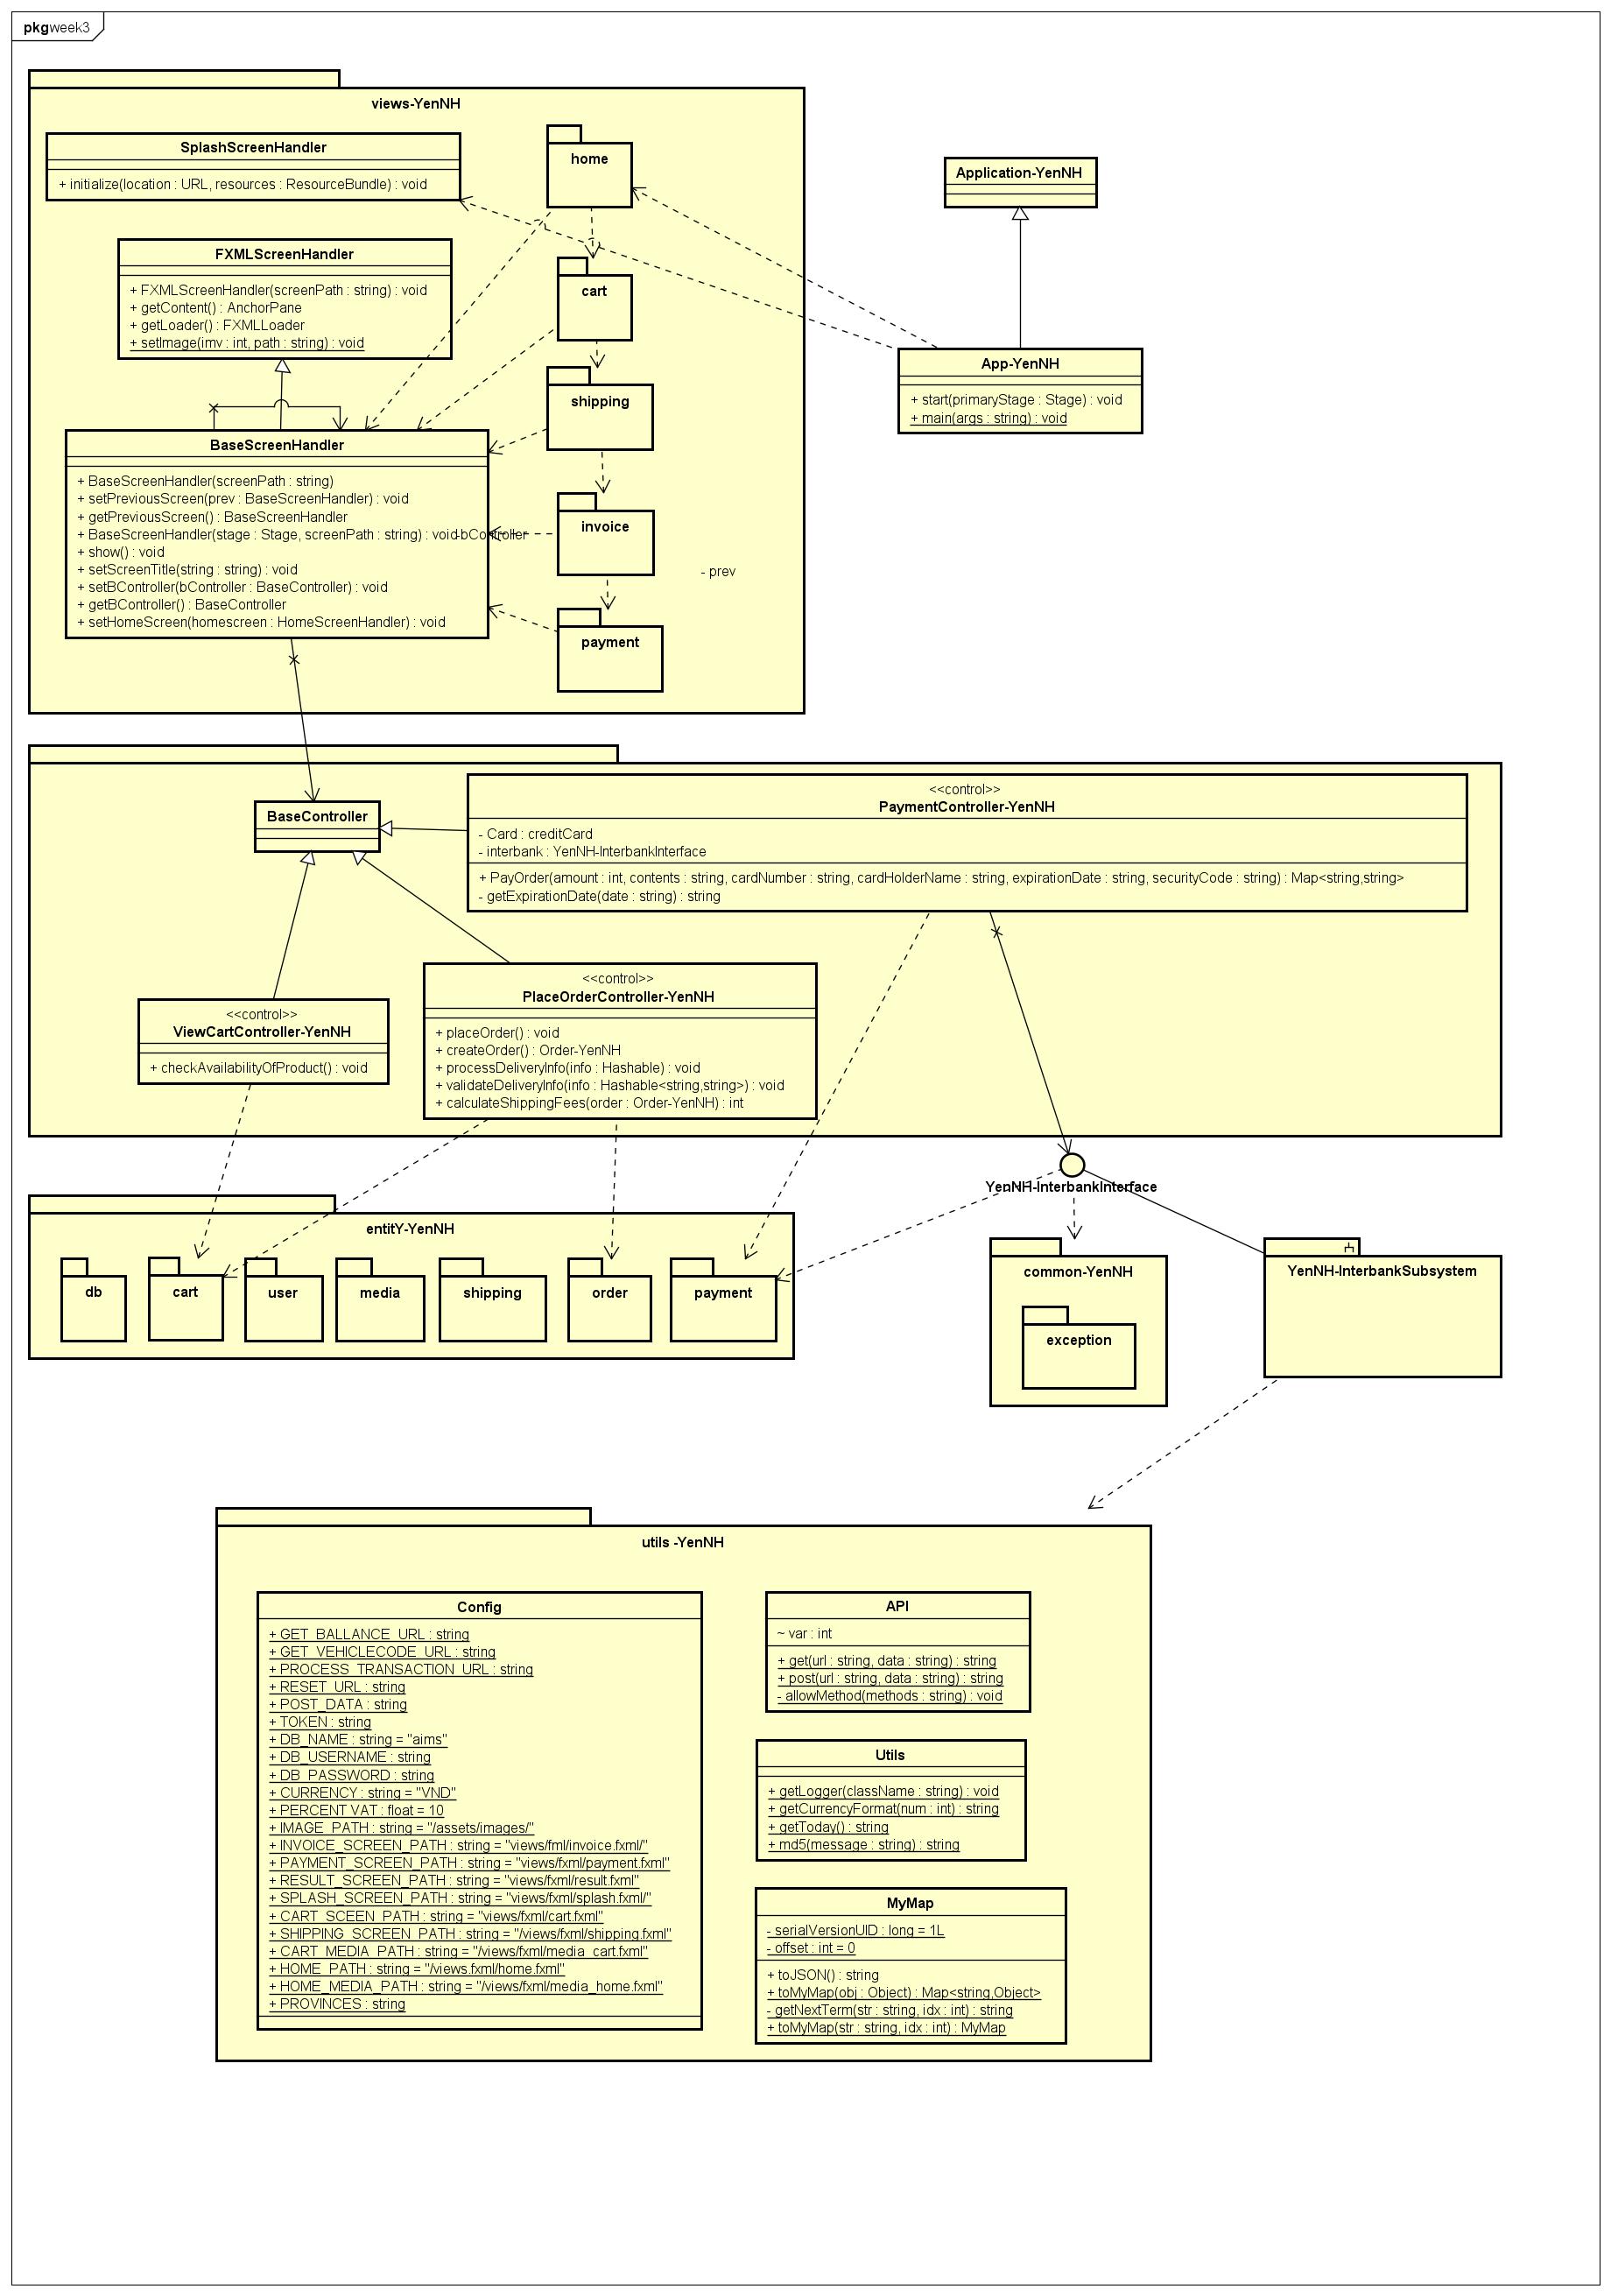 pkg week3
views-YenNH
SplashScreenHandler
+ initialize(location : URL, resources : ResourceBundle) : void
home
FXMLScreenHandler
+ FXMLScreenHandler(screenPath : string) : void
+ getContent() : AnchorPane
+ getLoader() : FXMLLoader
+ setImage(imv : int, path : string) : void
cart
shipping
BaseScreenHandler
+ BaseScreenHandler(screenPath : string)
+ setPreviousScreen(prev : BaseScreenHandler) : void
+ getPreviousScreen() : BaseScreenHandler
+ BaseScreenHandler(stage : Stage, screenPath : string) : void
+ show() : void
+ setScreenTitle(string : string) : void
+ setBController(bController : BaseController) : void
+ getBController() : BaseController
+ setHomeScreen(homescreen : HomeScreenHandler) : void
- bController
invoice
- prev
payment
Application-YenNH
App-YenNH
+ start(primaryStage : Stage) : void
+ main(args : string) : void
BaseController
<<control>>
PaymentController-YenNH
- Card : creditCard
- interbank : YenNH-InterbankInterface
+ PayOrder(amount : int, contents : string, cardNumber : string, cardHolderName : string, expirationDate : string, securityCode : string) : Map<string,string>
- getExpirationDate(date : string) : string
<<control>>
ViewCartController-YenNH
+ checkAvailabilityOfProduct() : void
<<control>>
PlaceOrderController-YenNH
+ placeOrder() : void
+ createOrder() : Order-YenNH
+ processDeliveryInfo(info : Hashable) : void
+ validateDeliveryInfo(info : Hashable<string,string>) : void
+ calculateShippingFees(order : Order-YenNH) : int
YenNH-InterbankInterface
entitY-YenNH
db
cart
user
media
shipping
order
payment
common-YenNH
exception
YenNH-InterbankSubsystem
utils -YenNH
Config
+ GET_BALLANCE_URL : string
+ GET_VEHICLECODE_URL : string
+ PROCESS_TRANSACTION_URL : string
+ RESET_URL : string
+ POST_DATA : string
+ TOKEN : string
+ DB_NAME : string = "aims"
+ DB_USERNAME : string
+ DB_PASSWORD : string
+ CURRENCY : string = "VND"
+ PERCENT VAT : float = 10
+ IMAGE_PATH : string = "/assets/images/"
+ INVOICE_SCREEN_PATH : string = "views/fml/invoice.fxml/"
+ PAYMENT_SCREEN_PATH : string = "views/fxml/payment.fxml"
+ RESULT_SCREEN_PATH : string = "views/fxml/result.fxml"
+ SPLASH_SCREEN_PATH : string = "views/fxml/splash.fxml/"
+ CART_SCEEN_PATH : string = "views/fxml/cart.fxml"
+ SHIPPING_SCREEN_PATH : string = "/views/fxml/shipping.fxml"
+ CART_MEDIA_PATH : string = "/views/fxml/media_cart.fxml"
+ HOME_PATH : string = "/views.fxml/home.fxml"
+ HOME_MEDIA_PATH : string = "/views/fxml/media_home.fxml"
+ PROVINCES : string
API
~ var : int
+ get(url : string, data : string) : string
+ post(url : string, data : string) : string
- allowMethod(methods : string) : void
Utils
+ getLogger(className : string) : void
+ getCurrencyFormat(num : int) : string
+ getToday() : string
+ md5(message : string) : string
MyMap
- serialVersionUID : long = 1L
- offset : int = 0
+ toJSON() : string
+ toMyMap(obj : Object) : Map<string,Object>
- getNextTerm(str : string, idx : int) : string
+ toMyMap(str : string, idx : int) : MyMap